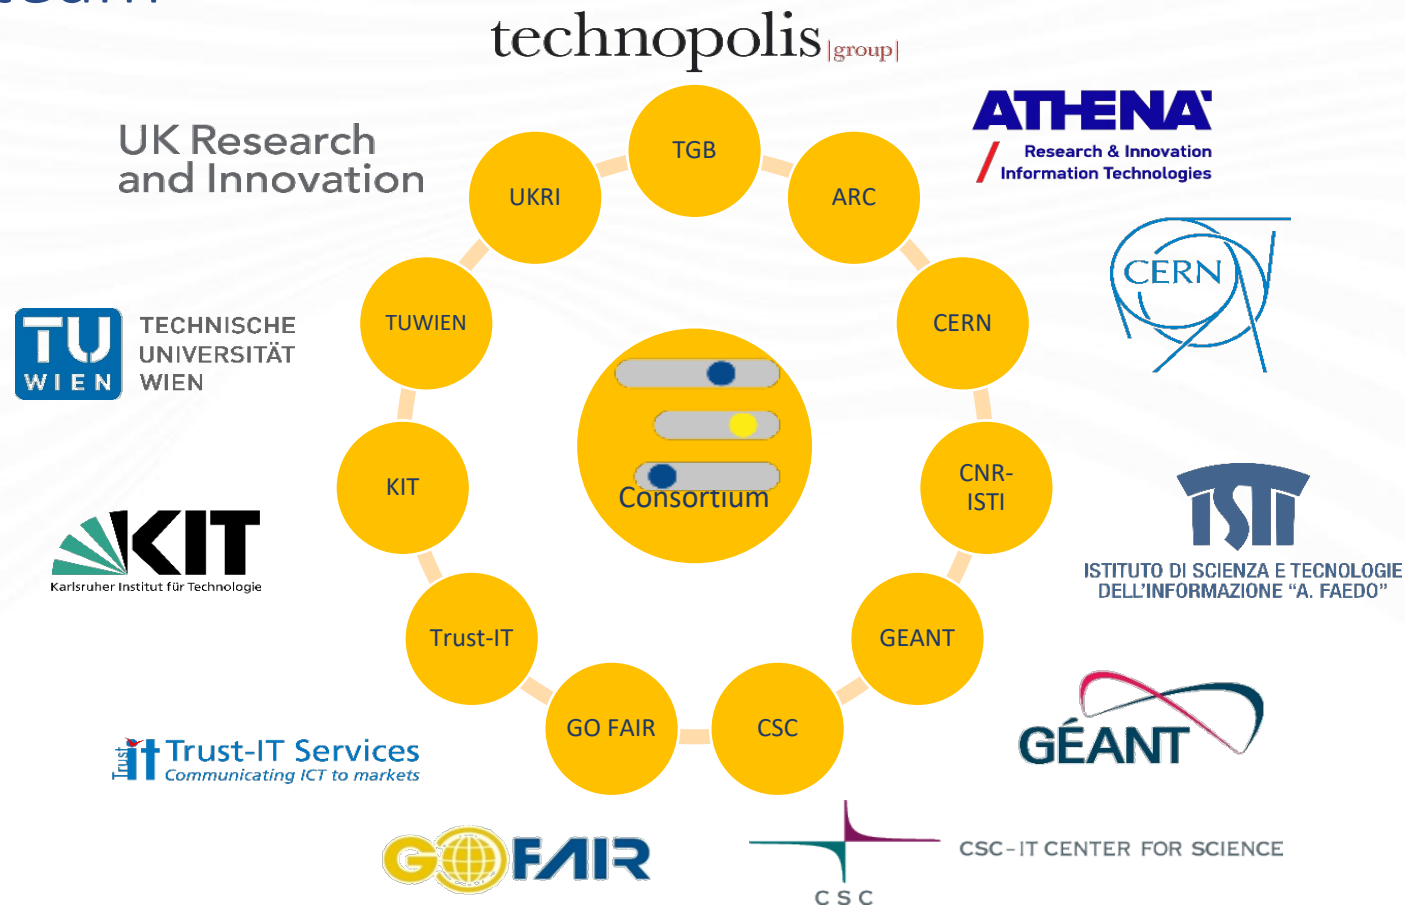 team
technopolis |group|
UK Research
and Innovation
ATHENA
Research & Innovation
Information Technologies
TGB
UKRI
ARC
CERN
TU
WIEN
TECHNISCHE
UNIVERSITÄT
WIEN
TUWIEN
CERN
Consortium
KIT
CNR-
ISTI
ISTI
ISTITUTO DI SCIENZA E TECNOLOGIE
DELL'INFORMAZIONE "A. FAEDO"
KIT
Karlsruher Institut für Technologie
Trust-IT
GEANT
GO FAIR
CSC
GÉANT
Trust it Trust-IT Services
Communicating ICT to markets
GO FAIR
CSC-IT CENTER FOR SCIENCE
CSC